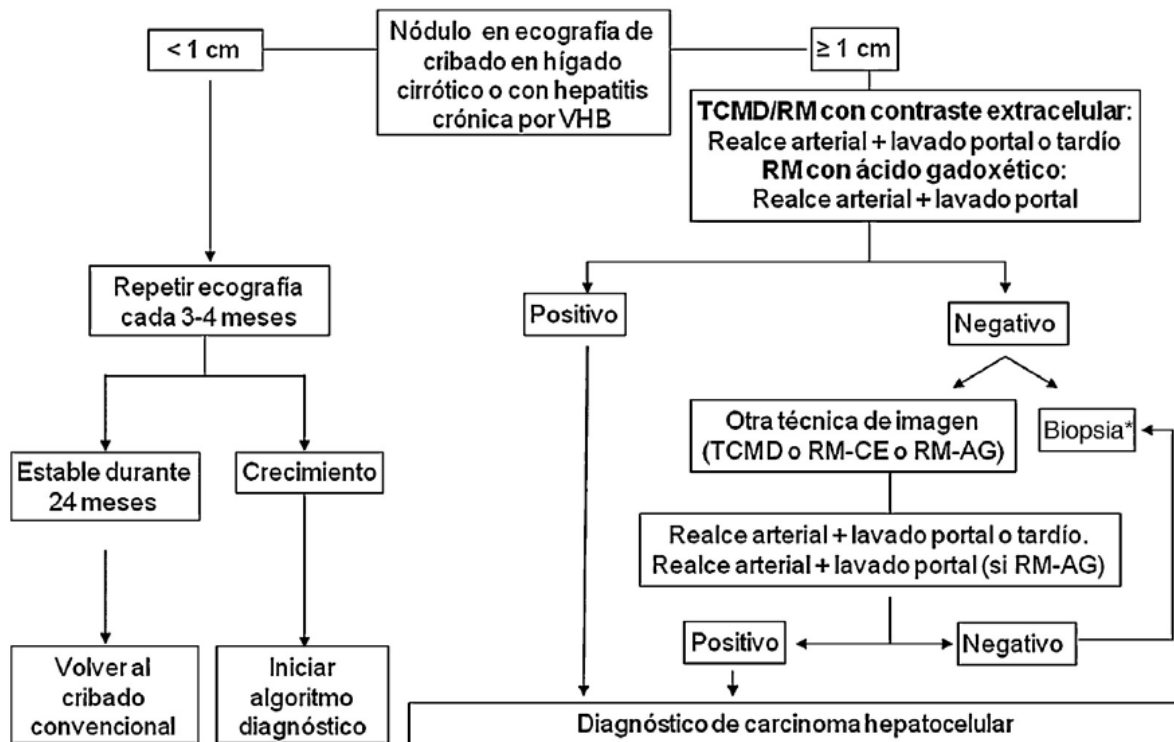 Nódulo en ecografía de
cribado en hígado
cirrótico o con hepatitis
crónica por VHB
< 1 cm
≥ 1 cm
TCMD/RM con contraste extracelular:
Realce arterial + lavado portal o tardío
RM con ácido gadoxético:
Realce arterial + lavado portal
Repetir ecografía
cada 3-4 meses
Positivo
Negativo
Otra técnica de imagen
(TCMD o RM-CE o RM-AG)
Biopsia*
Estable durante
24 meses
Crecimiento
Realce arterial + lavado portal o tardío.
Realce arterial + lavado portal (si RM-AG)
Positivo
Negativo
Volver al
cribado
convencional
Iniciar
algoritmo
diagnóstico
Diagnóstico de carcinoma hepatocelular